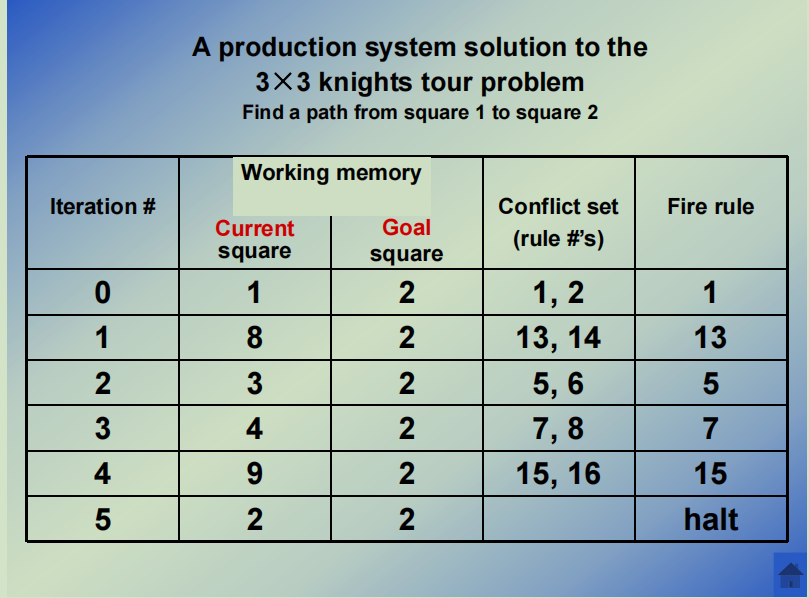 A production system solution to the
3×3 knights tour problem
Find a path from square 1 to square 2
Working memory
Iteration #
Current
square
Goal
square
Conflict set
(rule #’s)
Fire rule
0 1 2 1, 2 1
1 8 2 13, 14 13
2 3 2 5, 6 5
3 4 2 7, 8 7
4 9 2 15, 16 15
5 2 2 halt